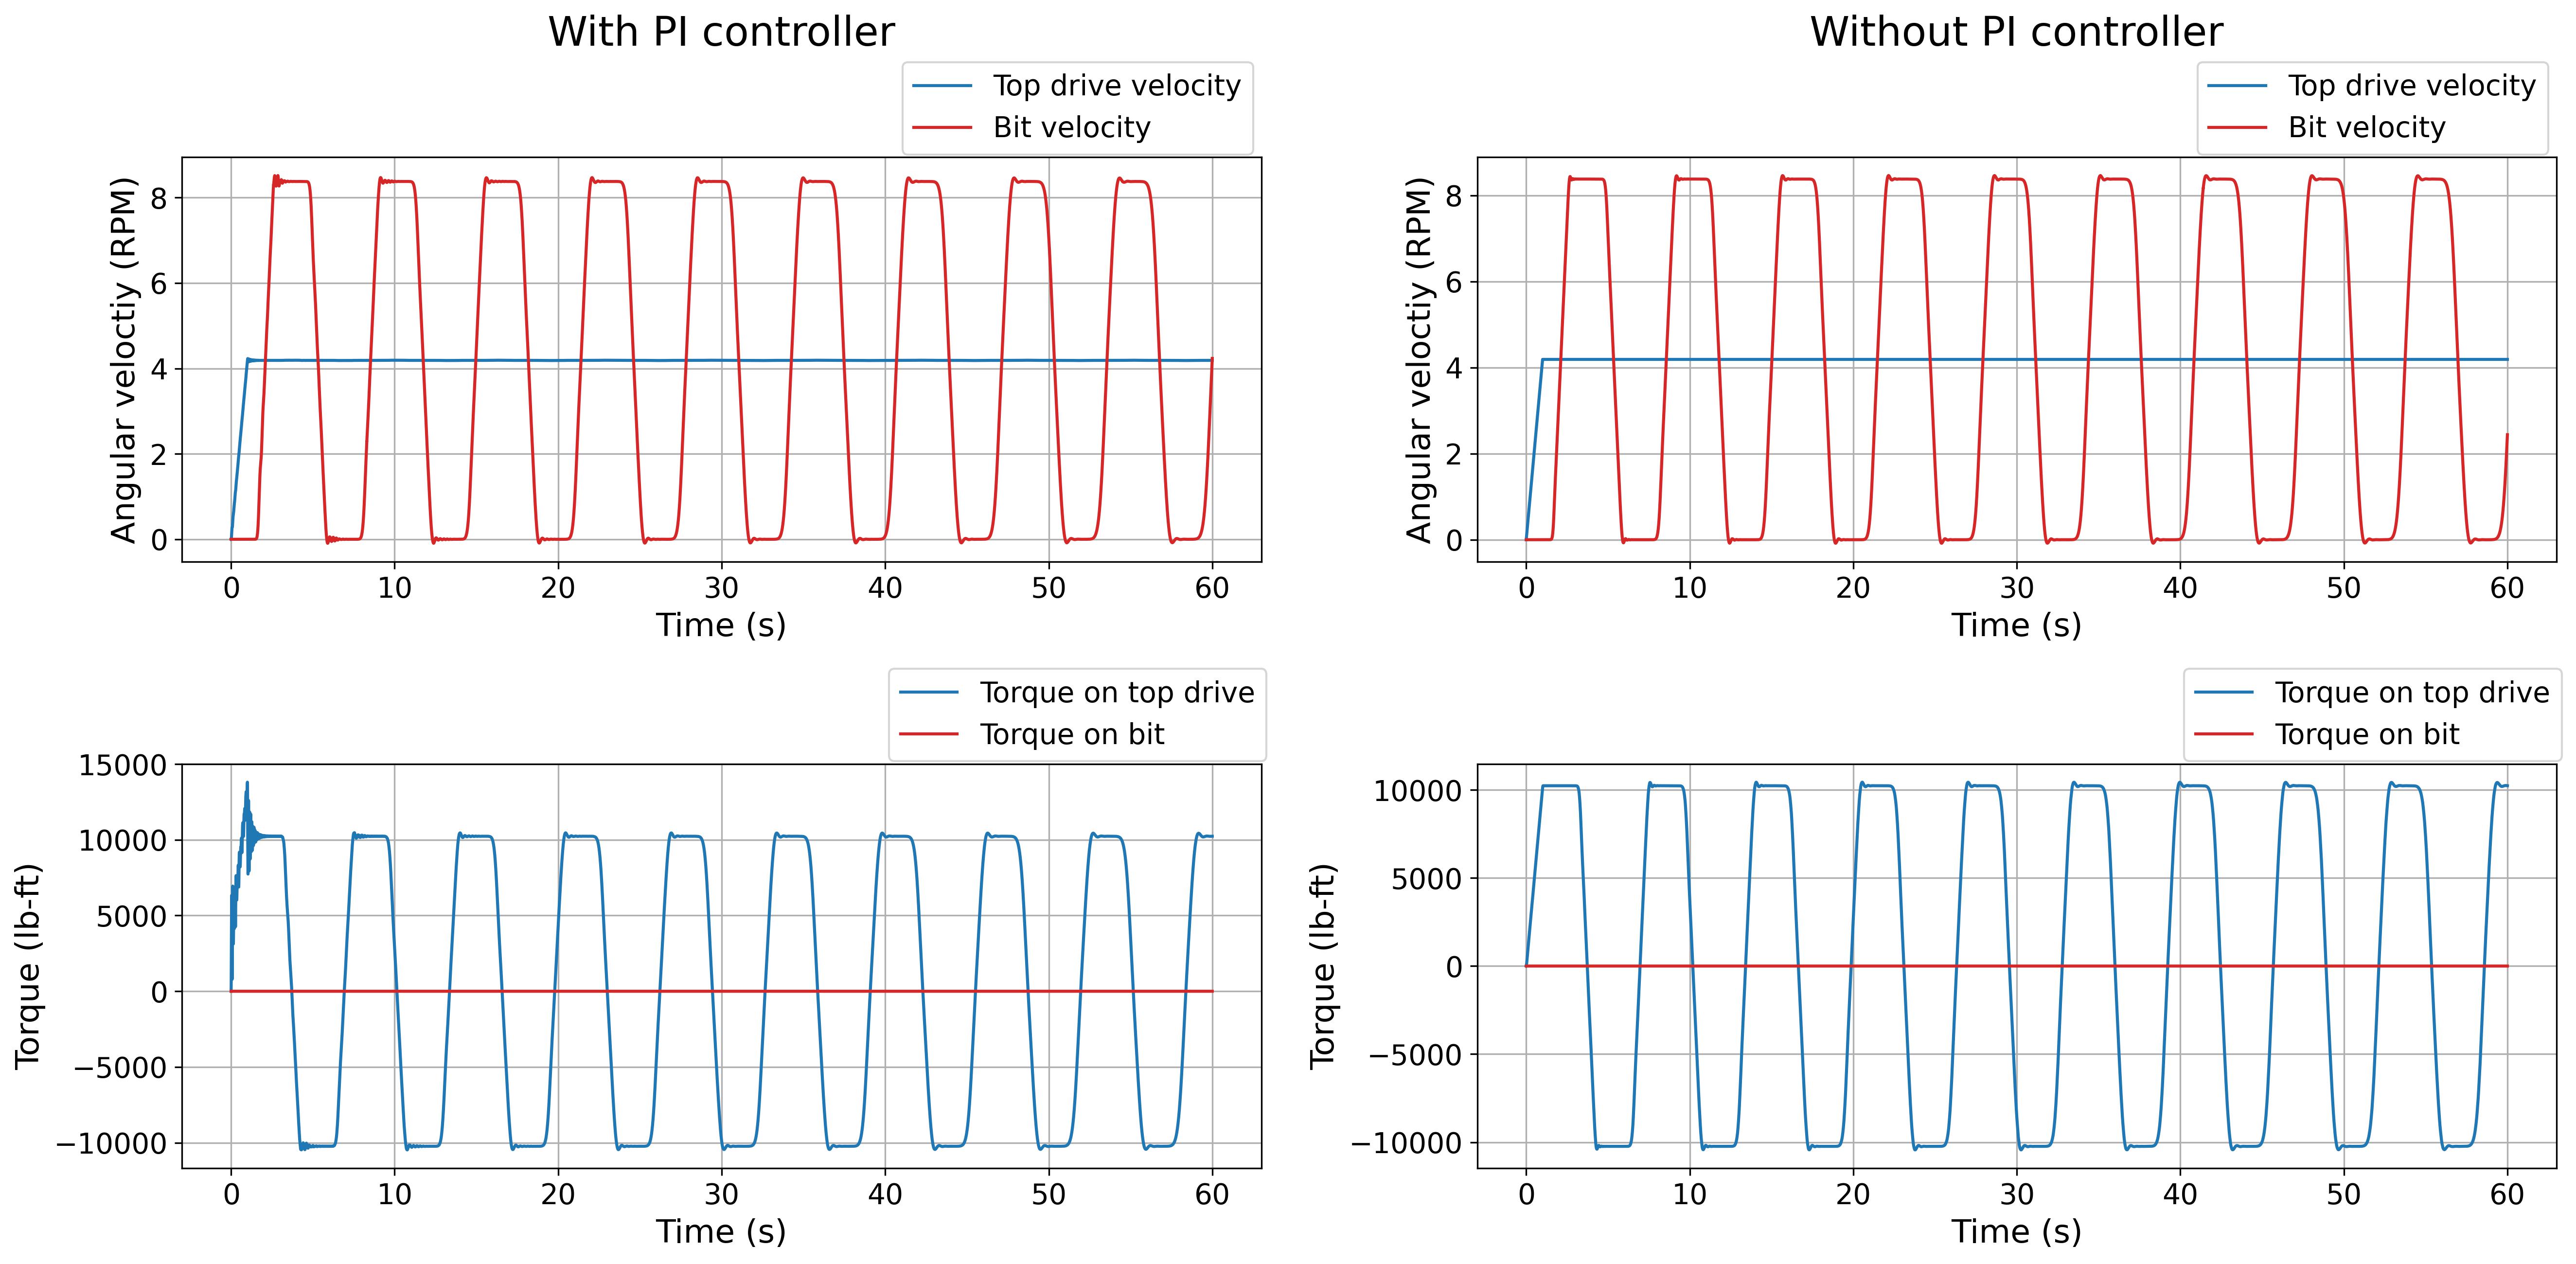 With PI controller
Top drive velocity
Bit velocity
Angular veloctiy (RPM)
8
6
4
2
0
0 10 20 30 40 50 60
Time (s)
Without PI controller
Top drive velocity
Bit velocity
Angular veloctiy (RPM)
8
6
4
2
0
0 10 20 30 40 50 60
Time (s)
Torque on top drive
Torque on bit
Torque (lb-ft)
15000
10000
5000
0
−5000
−10000
0 10 20 30 40 50 60
Time (s)
Torque on top drive
Torque on bit
Torque (lb-ft)
10000
5000
0
−5000
−10000
0 10 20 30 40 50 60
Time (s)